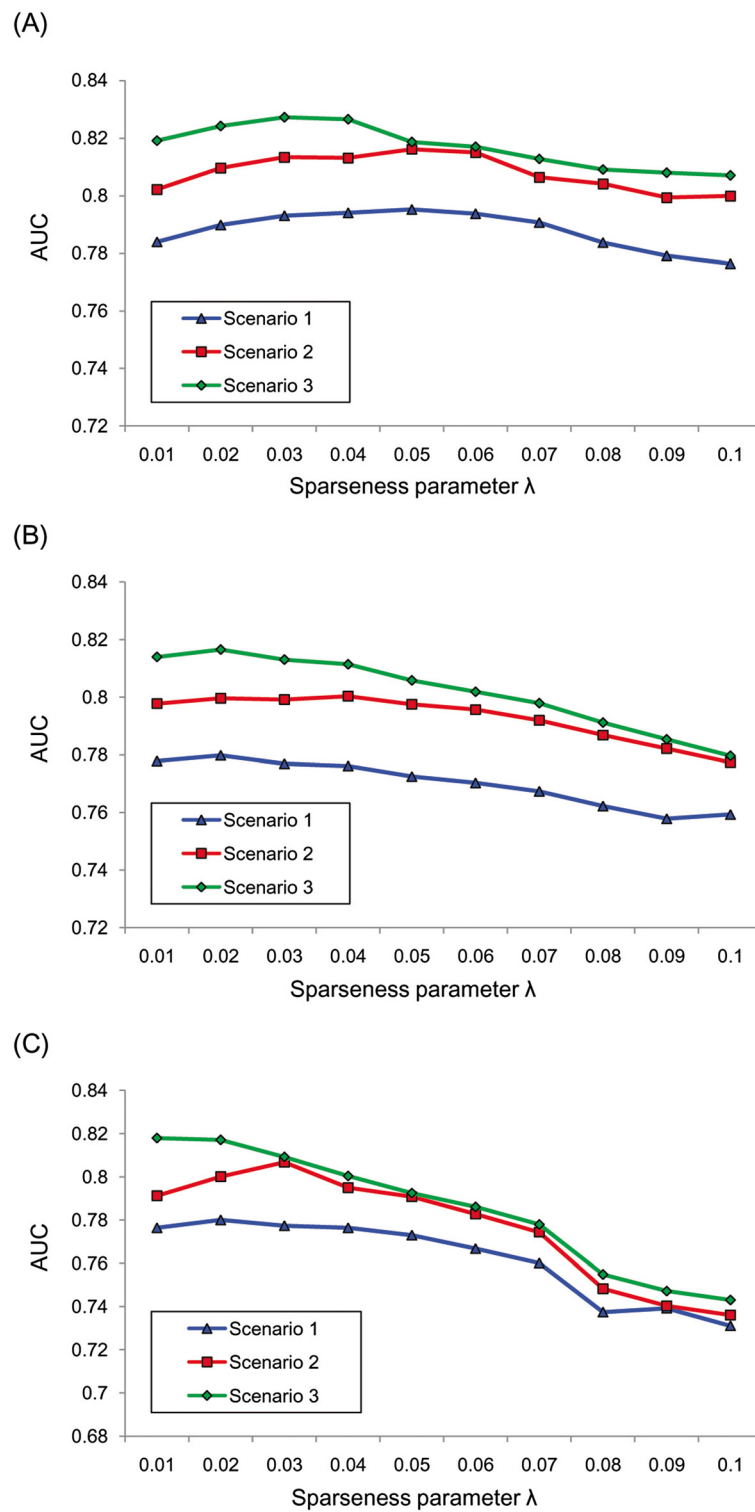 (A)
0.84
0.82
0.8
0.78
0.76
0.74
0.72
AUC
Scenario 1
Scenario 2
Scenario 3
0.01 0.02 0.03 0.04 0.05 0.06 0.07 0.08 0.09 0.1
Sparseness parameter λ
(B)
0.84
0.82
0.8
0.78
0.76
0.74
0.72
AUC
Scenario 1
Scenario 2
Scenario 3
0.01 0.02 0.03 0.04 0.05 0.06 0.07 0.08 0.09 0.1
Sparseness parameter λ
(C)
0.84
0.82
0.8
0.78
0.76
0.74
0.72
0.7
0.68
AUC
Scenario 1
Scenario 2
Scenario 3
0.01 0.02 0.03 0.04 0.05 0.06 0.07 0.08 0.09 0.1
Sparseness parameter λ